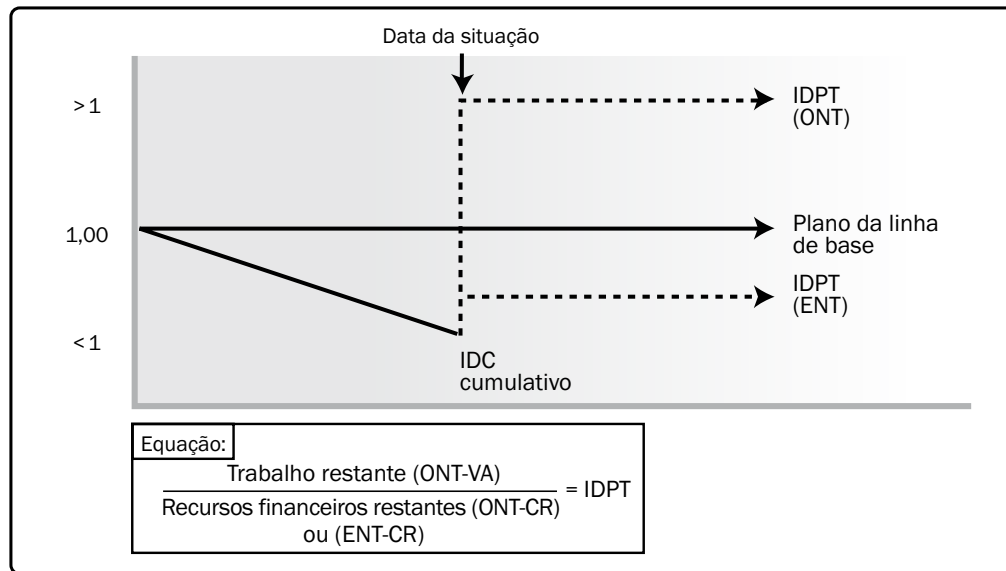 Data da situação
> 1
IDPT
(ONT)
1,00
Plano da linha
de base
IDPT
(ENT)
< 1
IDC
cumulativo
Equação:
Trabalho restante (ONT-VA)
Recursos financeiros restantes (ONT-CR)
ou (ENT-CR)
= IDPT